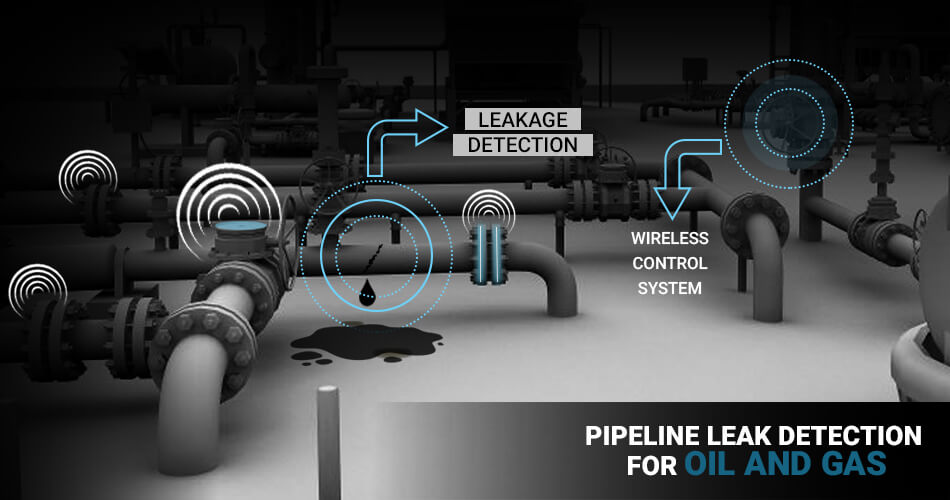 LEAKAGE
DETECTION
WIRELESS
CONTROL
SYSTEM
PIPELINE LEAK DETECTION
FOR OIL AND GAS